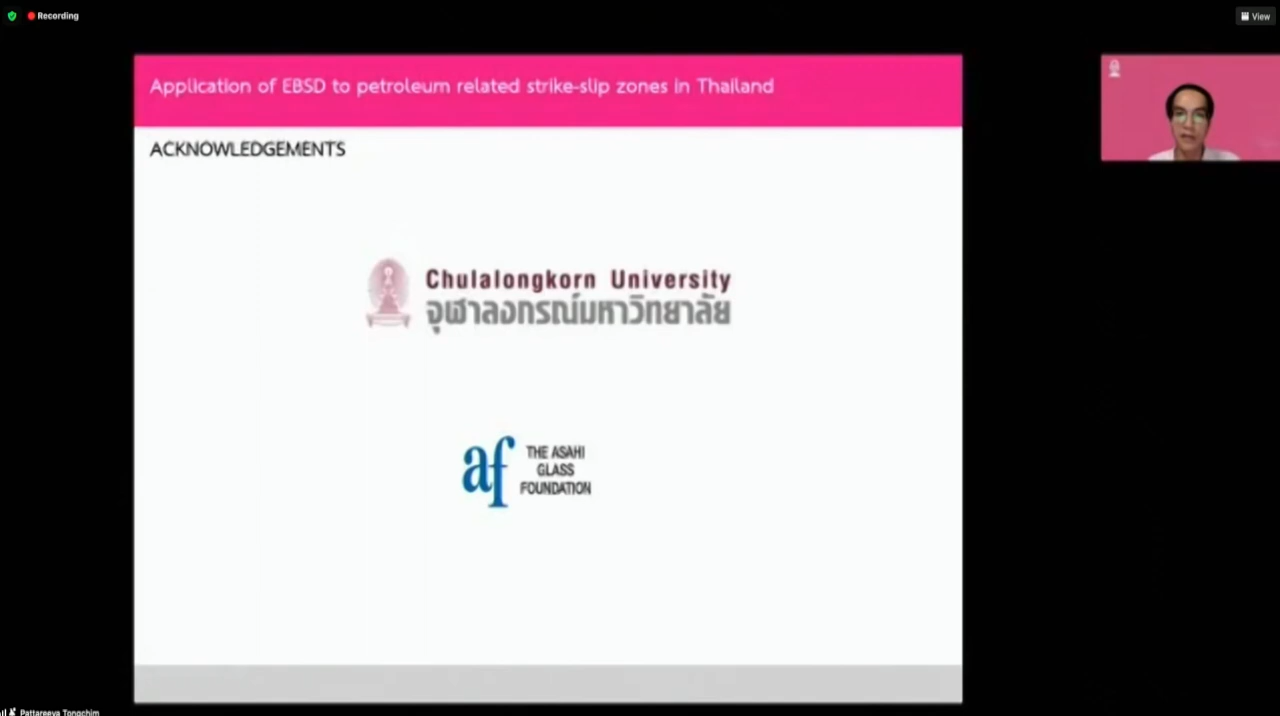 Recording
View
Application of EBSD to petroleum related strike-slip zones in Thailand
ACKNOWLEDGEMENTS
Chulalongkorn University
จุฬาลงกรณ์มหาวิทยาลัย
af
THE ASAHI
GLASS
FOUNDATION
Pattareeya Tongchim